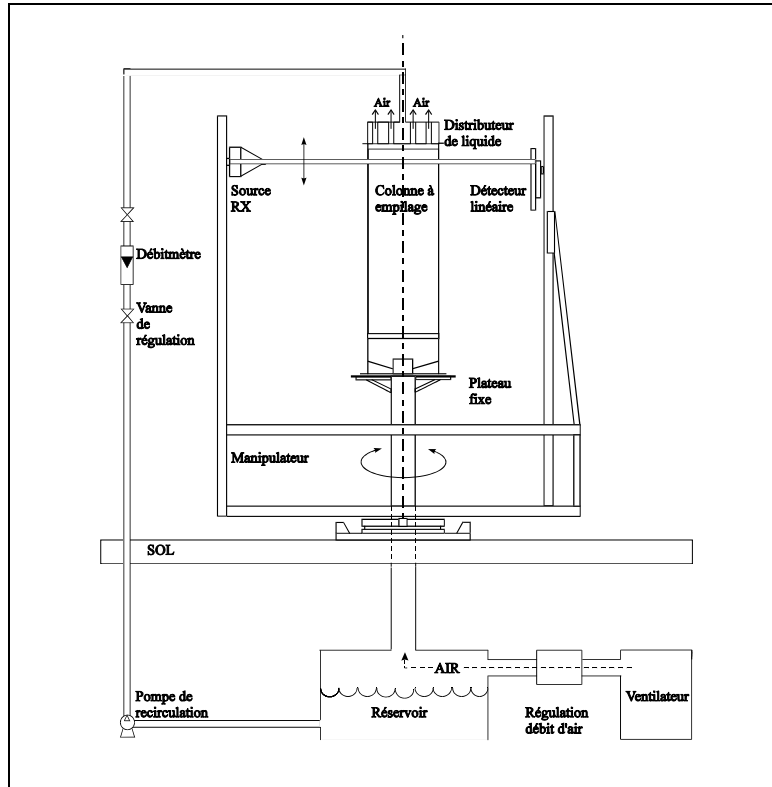 Air
Air
Distributeur
de liquide
Source
RX
Colonne à
empilage
Détecteur
linéaire
Débitmètre
Vanne
de
régulation
Plateau
fixe
Manipulateur
SOL
AIR
Pompe de
recirculation
Réservoir
Régulation
débit d'air
Ventilateur